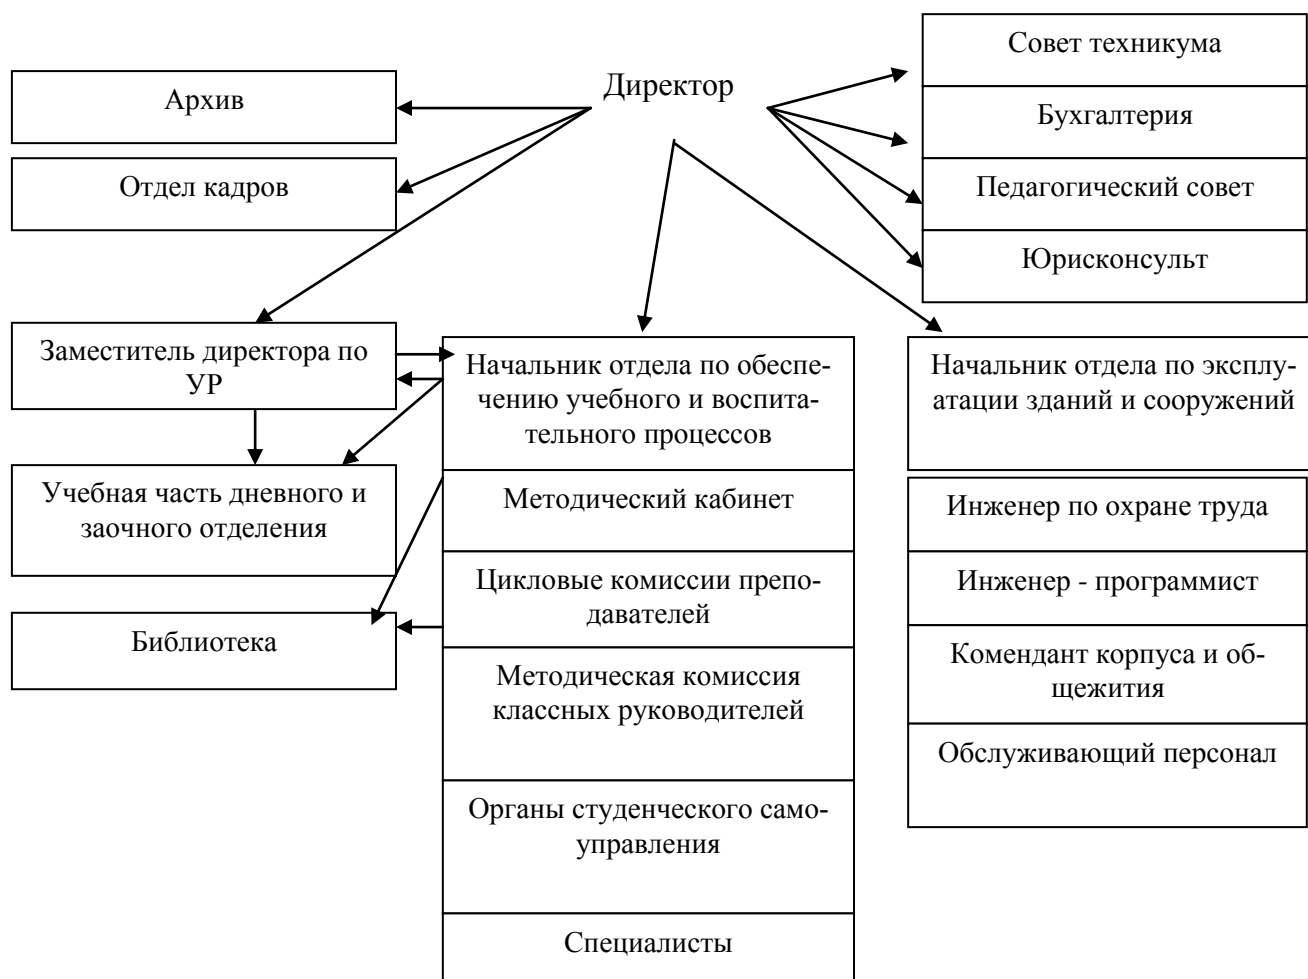 Директор
Архив
Отдел кадров
Совет техникума
Бухгалтерия
Педагогический совет
Юрисконсульт
Заместитель директора по
УР
Учебная часть дневного и
заочного отделения
Библиотека
Начальник отдела по обеспе-
чению учебного и воспита-
тельного процессов
Методический кабинет
Цикловые комиссии препо-
давателей
Методическая комиссия
классных руководителей
Органы студенческого само-
управления
Специалисты
Начальник отдела по эксплу-
атации зданий и сооружений
Инженер по охране труда
Инженер - программист
Комендант корпуса и об-
щежития
Обслуживающий персонал